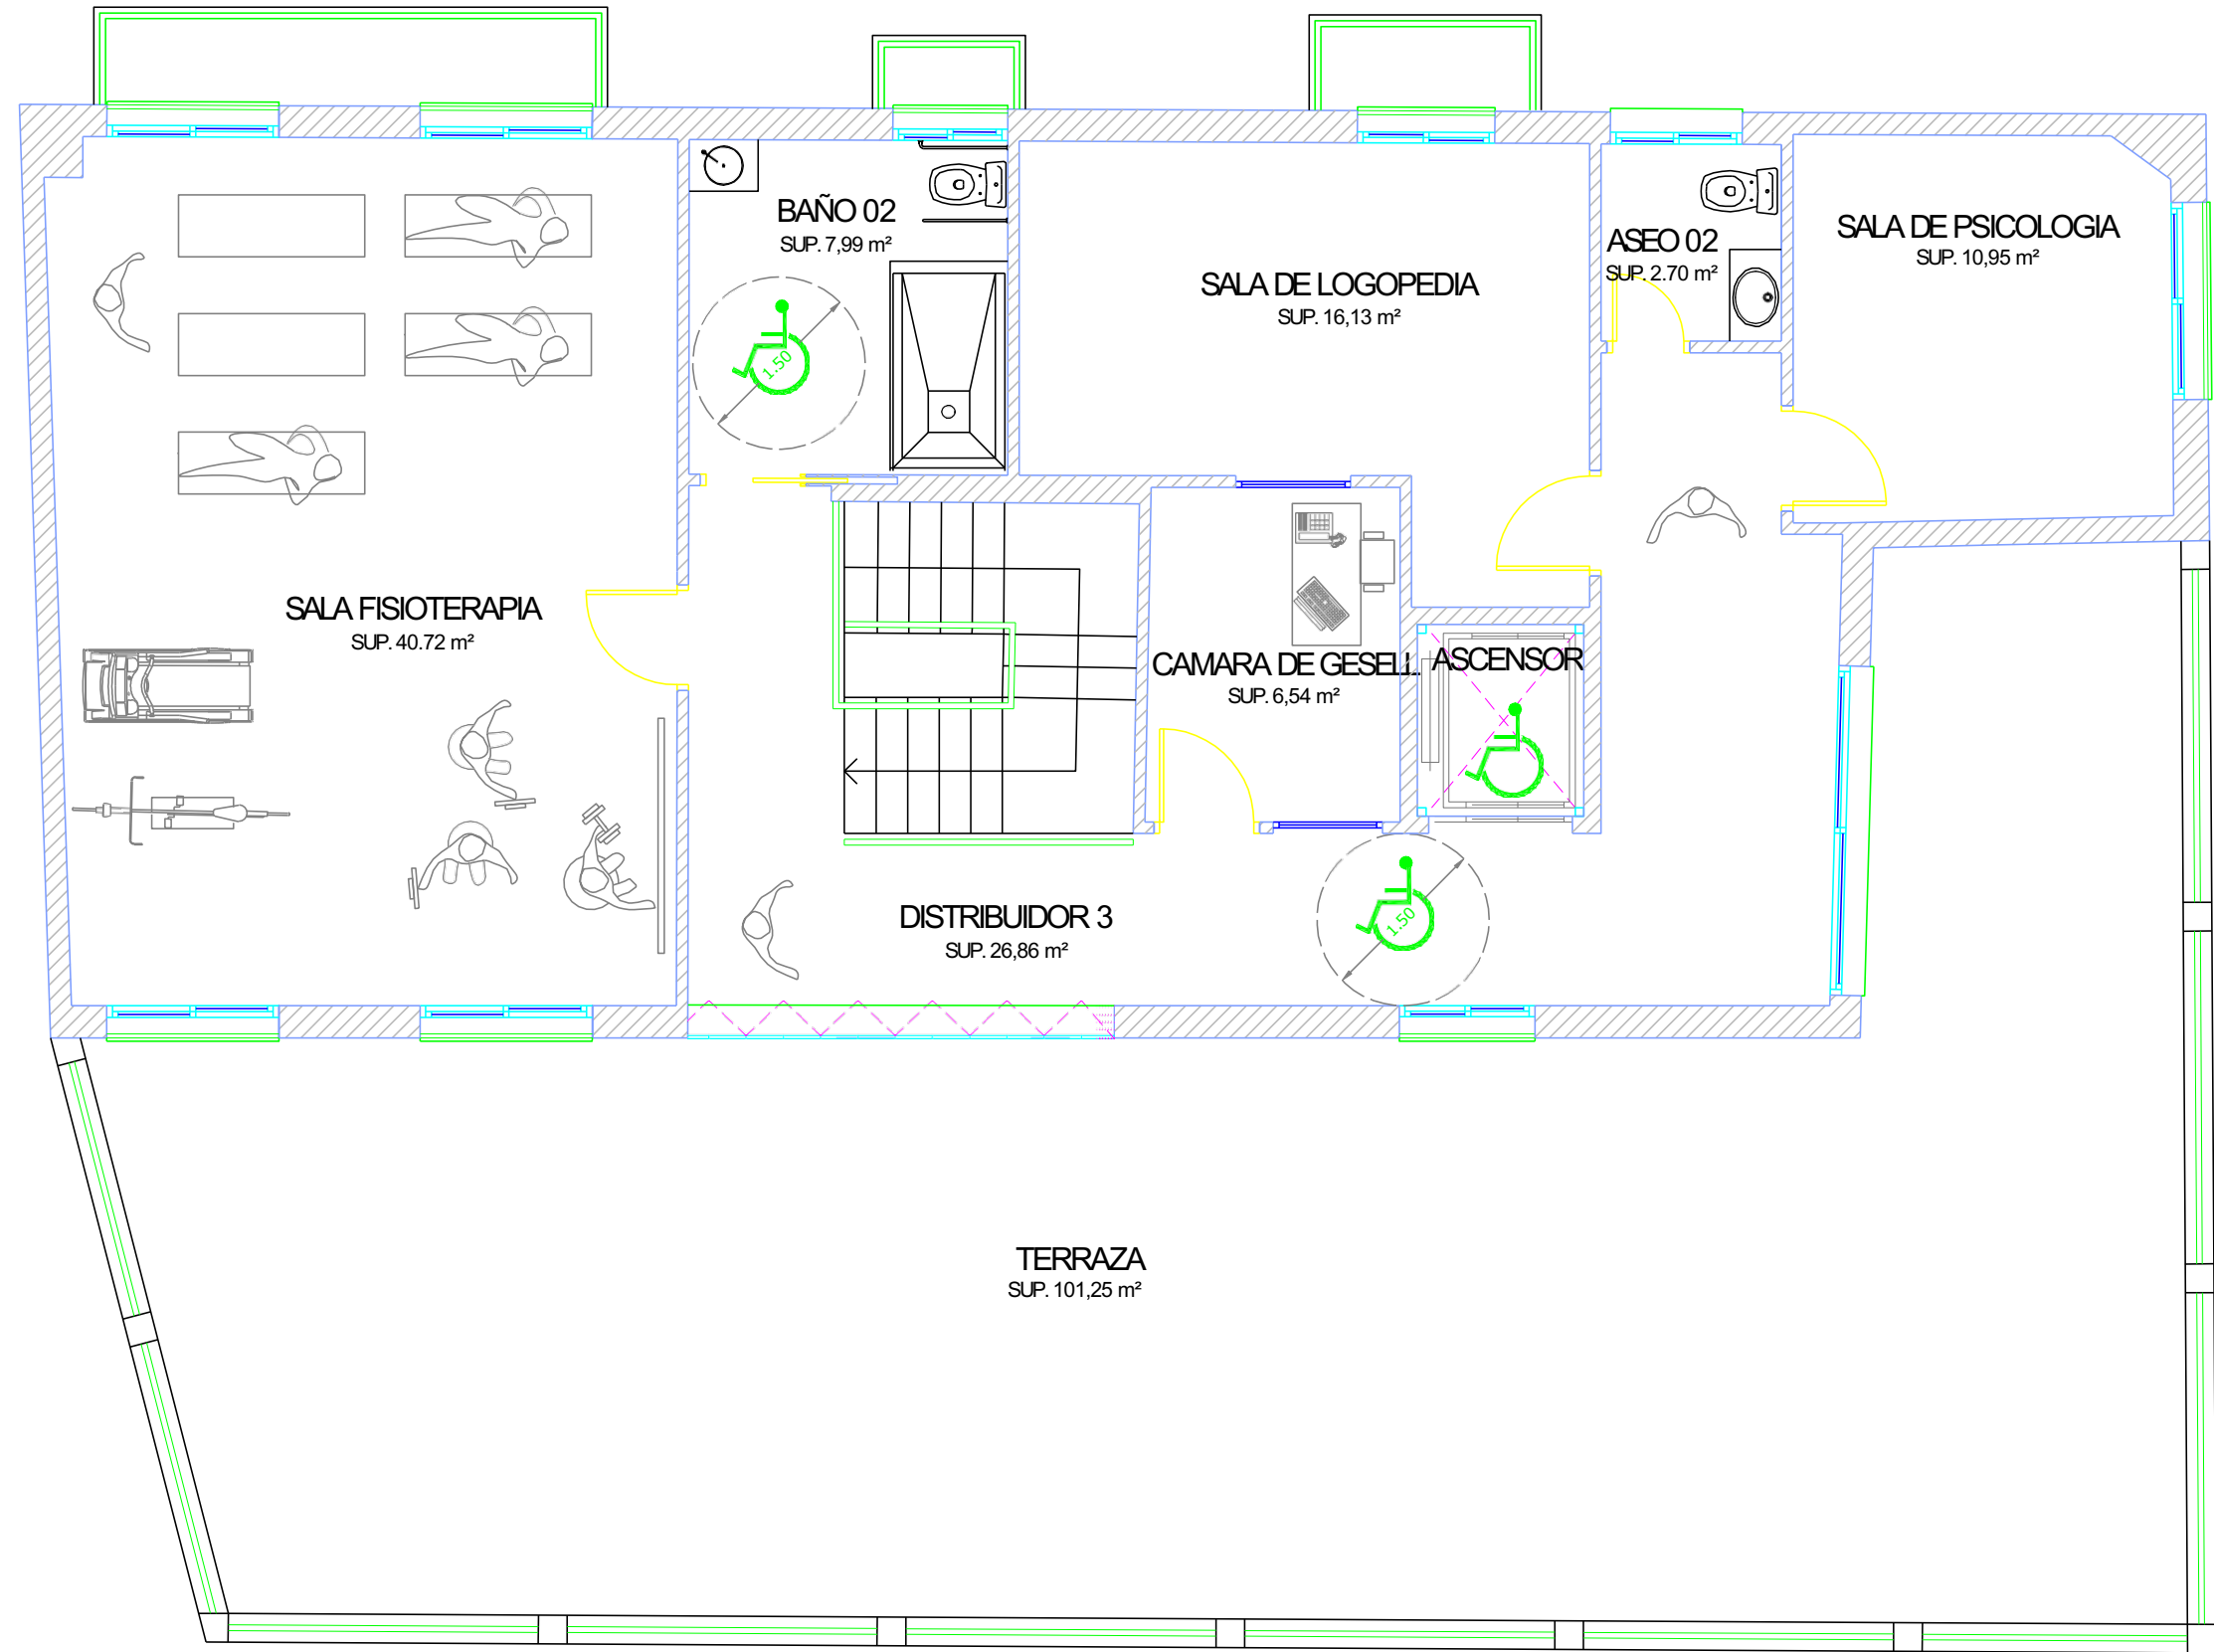 BAÑO 02
SUP. 7,99 m²
1.50
SALA DE LOGOPEDIA
SUP. 16,13 m²
ASEO 02
SUP. 2.70 m²
SALA DE PSICOLOGIA
SUP. 10,95 m²
SALA FISIOTERAPIA
SUP. 40.72 m²
CAMARA DE GESELL
SUP. 6,54 m²
ASCENSOR
DISTRIBUIDOR 3
SUP. 26,86 m²
1.50
TERRAZA
SUP. 101,25 m²